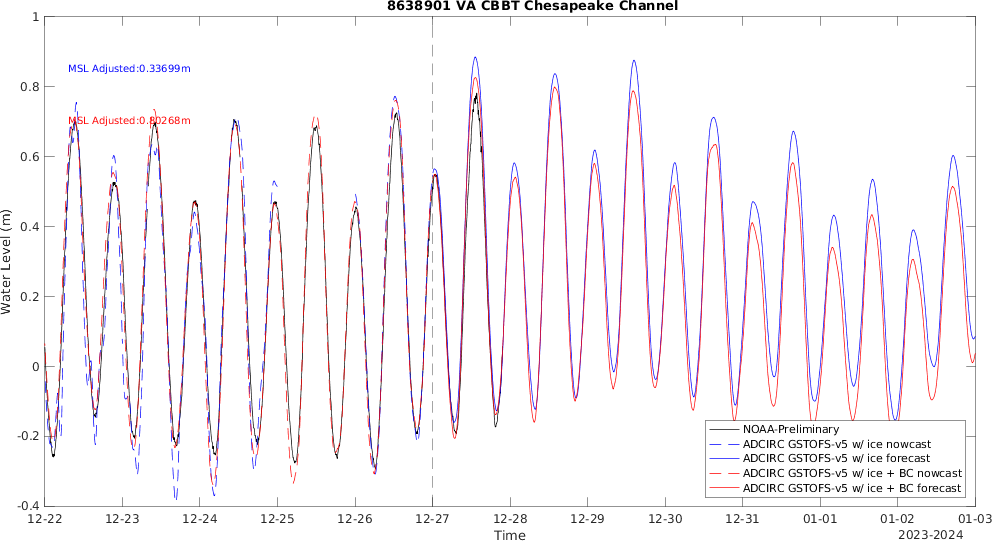 8638901 VA CBBT Chesapeake Channel
1
0.8
0.6
0.4
0.2
0
-0.2
-0.4
Water Level (m)
MSL Adjusted:0.33699m
MSL Adjusted:0.30268m
NOAA-Preliminary
ADCIRC GSTOFS-v5 w/ ice nowcast
ADCIRC GSTOFS-v5 w/ ice forecast
ADCIRC GSTOFS-v5 w/ ice + BC nowcast
ADCIRC GSTOFS-v5 w/ ice + BC forecast
12-22 12-23 12-24 12-25 12-26 12-27 12-28 12-29 12-30 12-31 01-01 01-02 01-03
Time
2023-2024